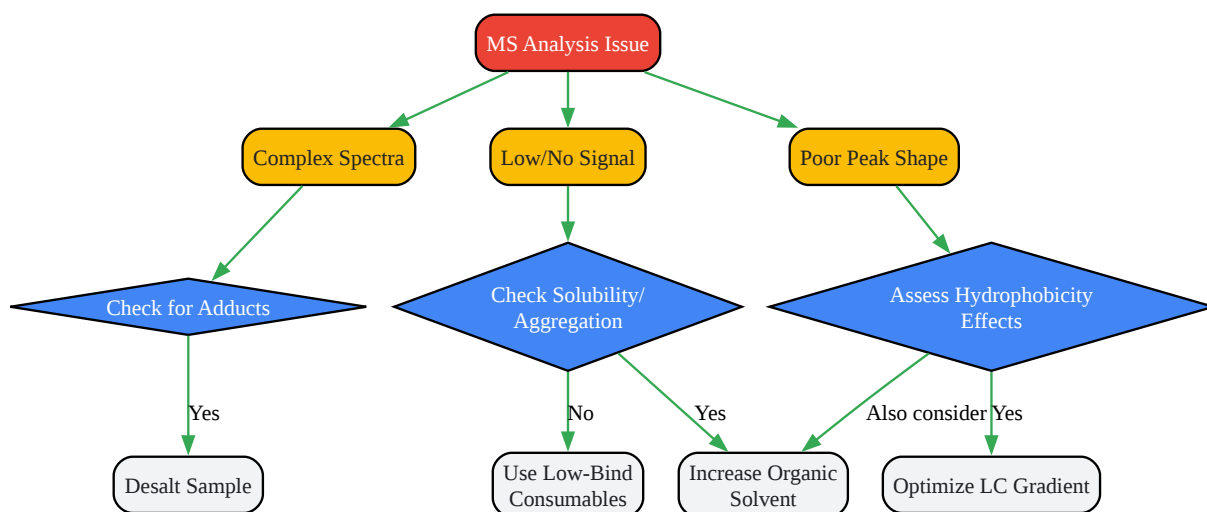 MS Analysis Issue
Complex Spectra
Low/No Signal
Poor Peak Shape
Check for Adducts
Check Solubility/
Aggregation
Assess Hydrophobicity
Effects
Yes
No
Yes
Also consider
Yes
Desalt Sample
Use Low-Bind
Consumables
Increase Organic
Solvent
Optimize LC Gradient